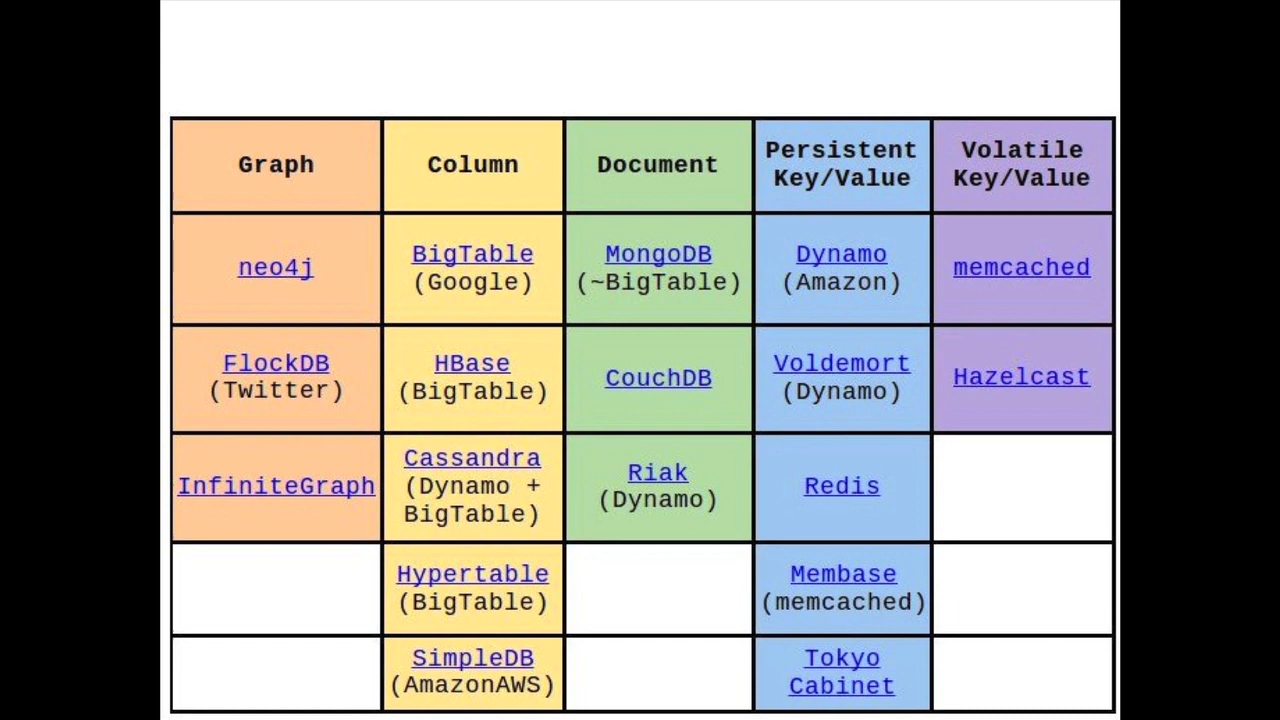 Graph
Column
Document
Persistent
Key/Value
Volatile
Key/Value
neo4j
BigTable
(Google)
MongoDB
(~BigTable)
Dynamo
(Amazon)
memcached
FlockDB
(Twitter)
HBase
(BigTable)
CouchDB
Voldemort
(Dynamo)
Hazelcast
InfiniteGraph
Cassandra
(Dynamo +
BigTable)
Riak
(Dynamo)
Redis
Hypertable
(BigTable)
Membase
(memcached)
SimpleDB
(AmazonAWS)
Tokyo
Cabinet